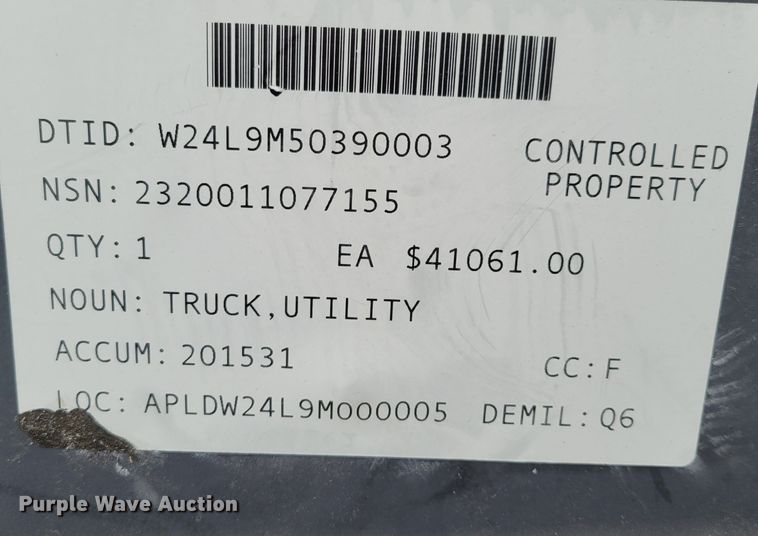 DTID: W24L9M50390003
CONTROLLED
PROPERTY
NSN: 2320011077155
QTY: 1 EA $41061.00
NOUN: TRUCK,UTILITY
ACCUM: 201531 CC: F
LOC: APLDW24L9M000005 DEMIL: Q6
Purple Wave Auction